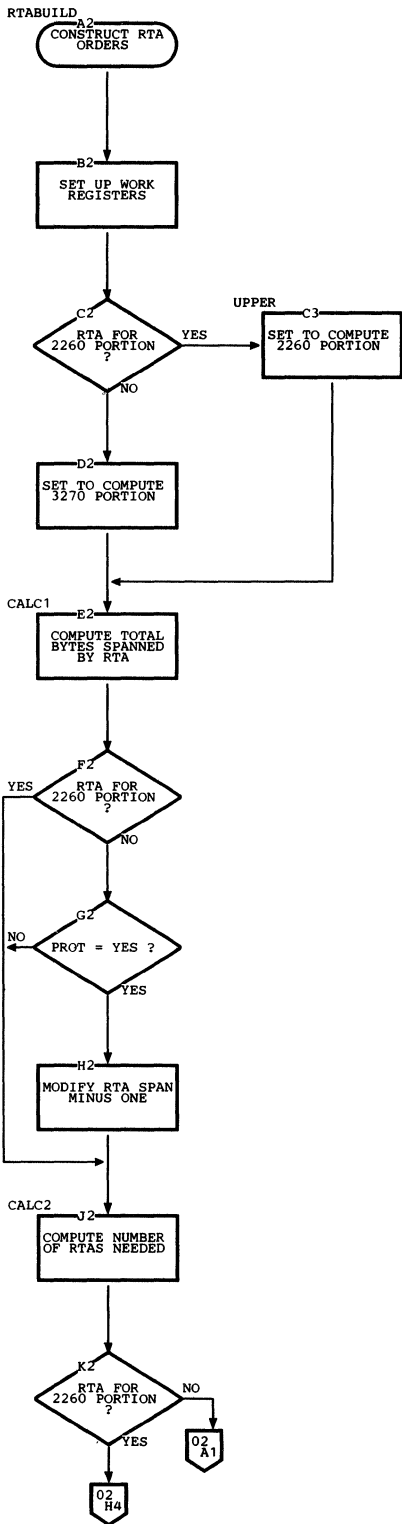 RTABUILD
A2
CONSTRUCT RTA
ORDERS
B2
SET UP WORK
REGISTERS
C2
RTA FOR
2260 PORTION
?
YES
NO
UPPER
C3
SET TO COMPUTE
2260 PORTION
D2
SET TO COMPUTE
3270 PORTION
CALC1
E2
COMPUTE TOTAL
BYTES SPANNED
BY RTA
F2
RTA FOR
2260 PORTION
?
YES
NO
G2
PROT = YES ?
NO
YES
H2
MODIFY RTA SPAN
MINUS ONE
CALC2
J2
COMPUTE NUMBER
OF RTAS NEEDED
K2
RTA FOR
2260 PORTION
?
NO
YES
02
A1
02
H4